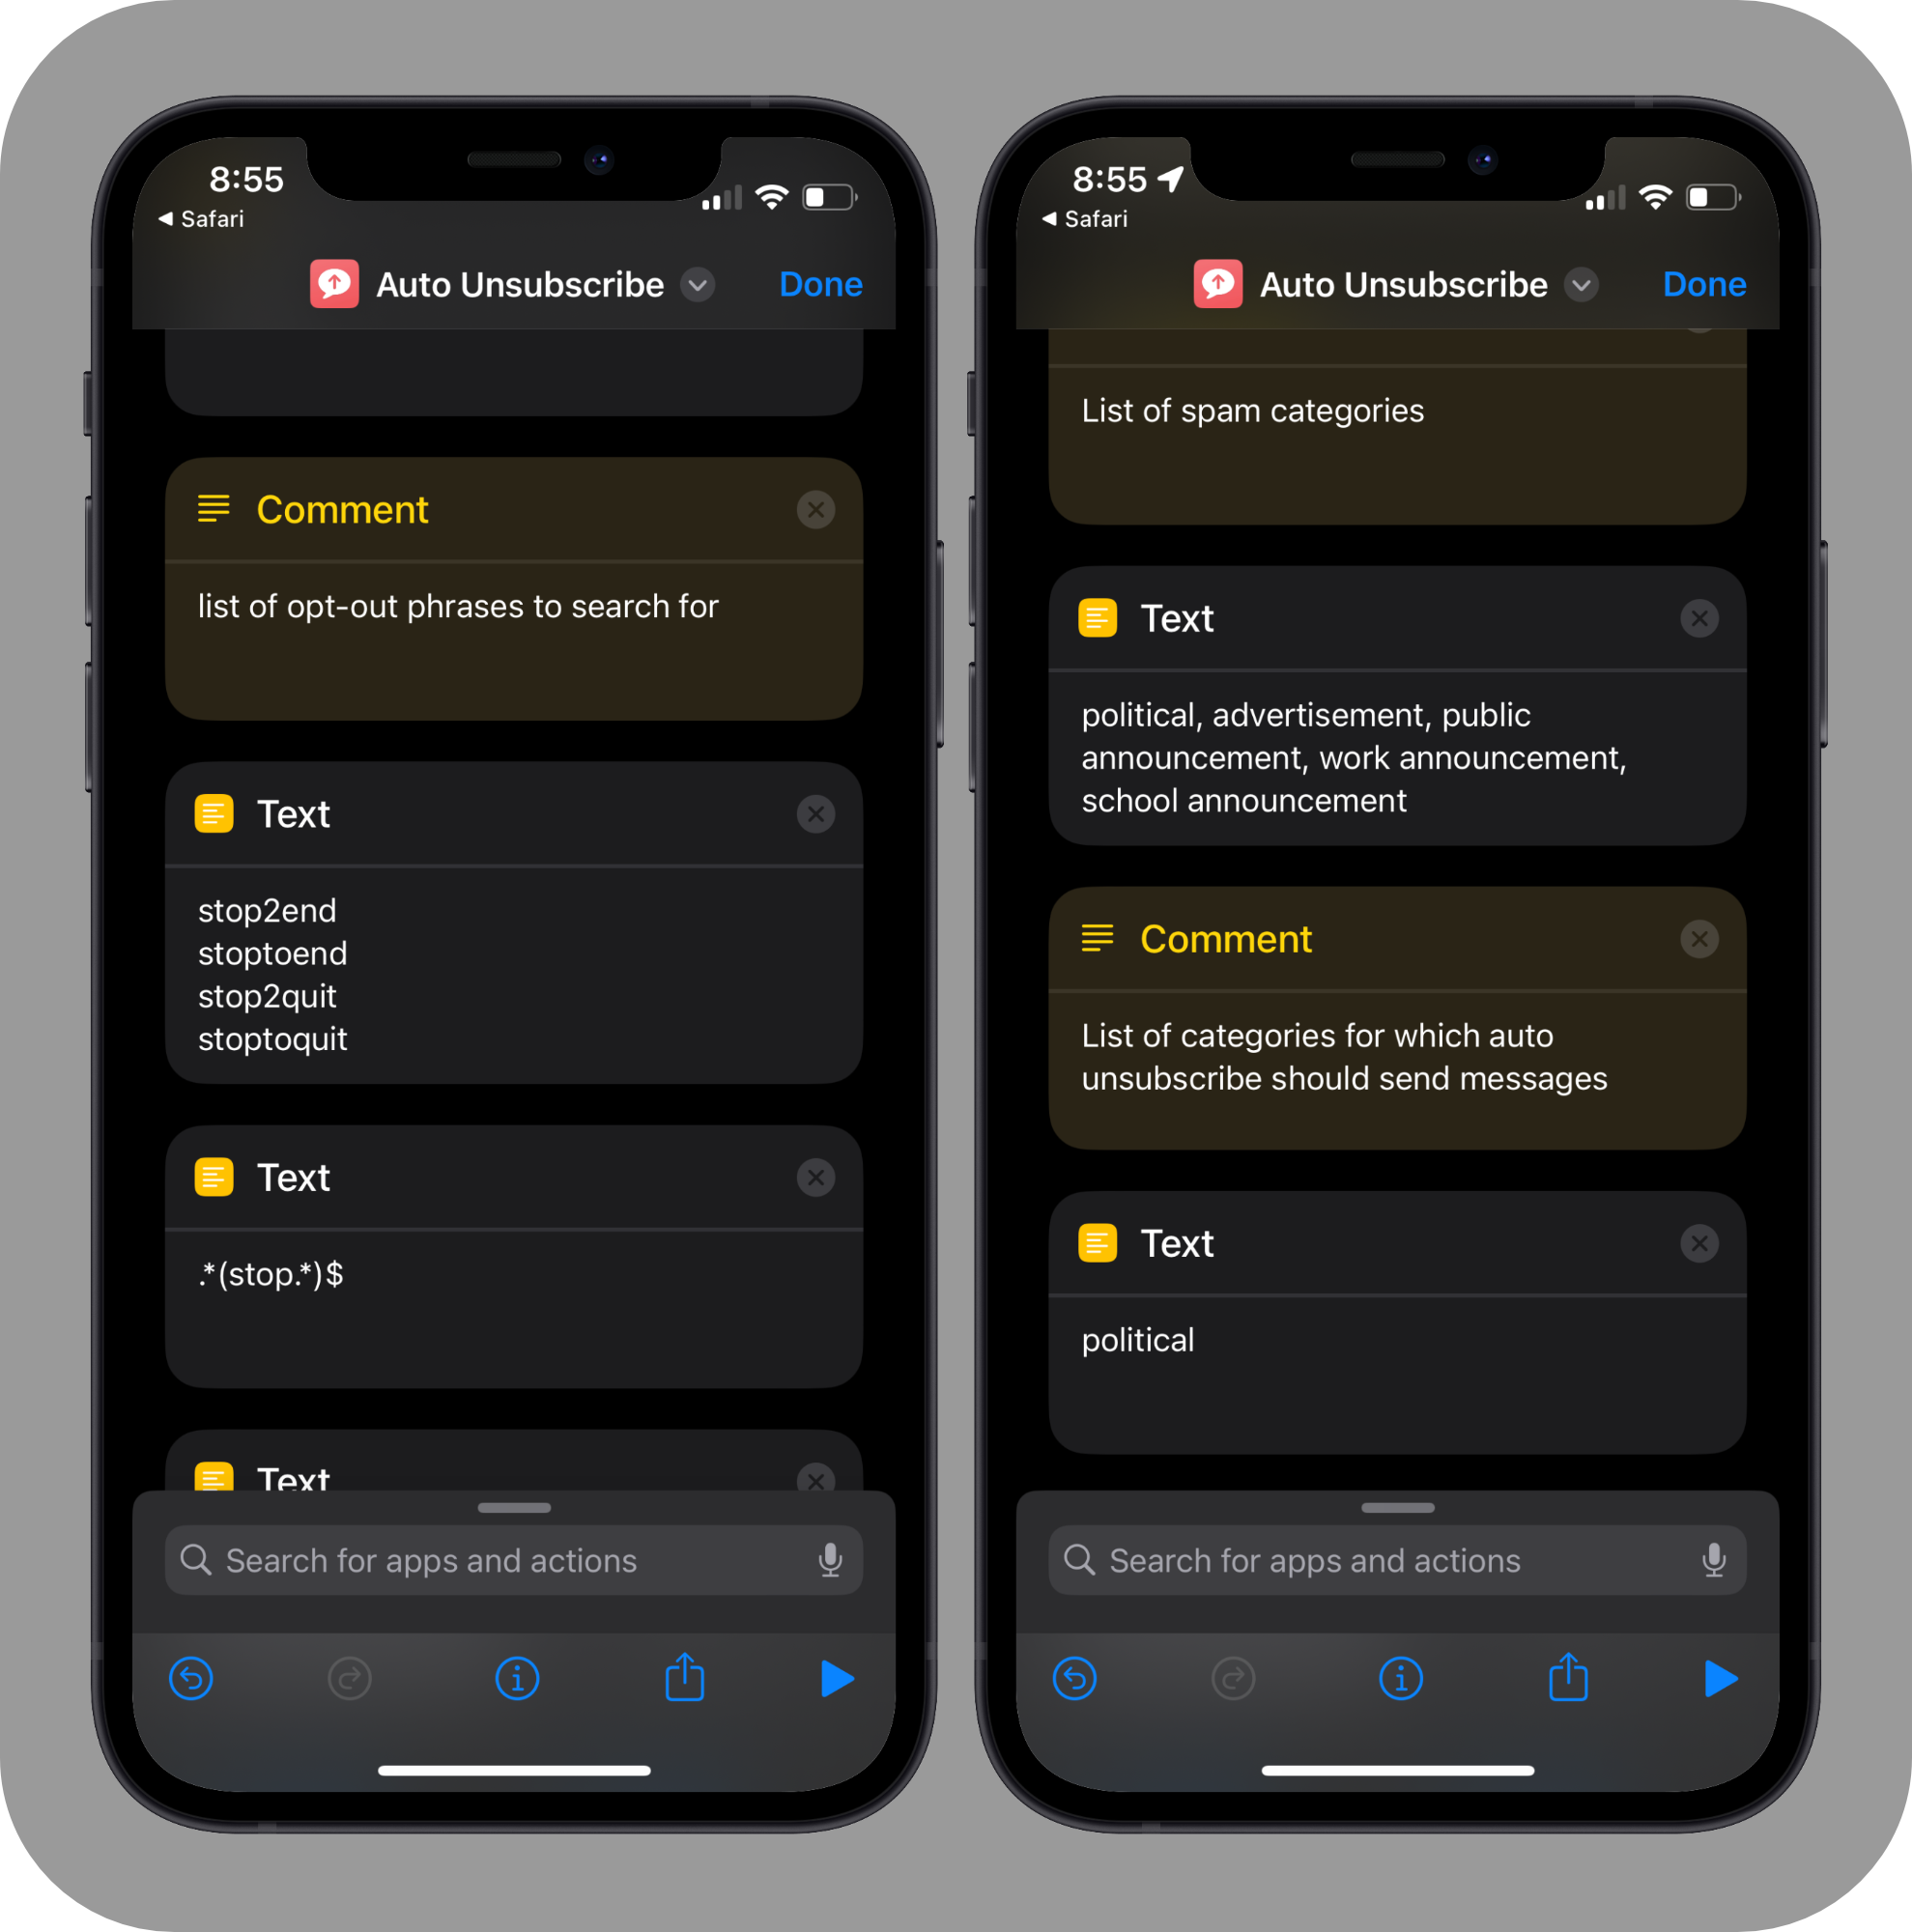 8:55
Safari
Auto Unsubscribe
Done
Comment
list of opt-out phrases to search for
Text
stop2end
stoptoend
stop2quit
stoptoquit
Text
.*(stop.*)$
Text
Search for apps and actions
8:55
Safari
Auto Unsubscribe
Done
List of spam categories
Text
political, advertisement, public
announcement, work announcement,
school announcement
Comment
List of categories for which auto
unsubscribe should send messages
Text
political
Search for apps and actions